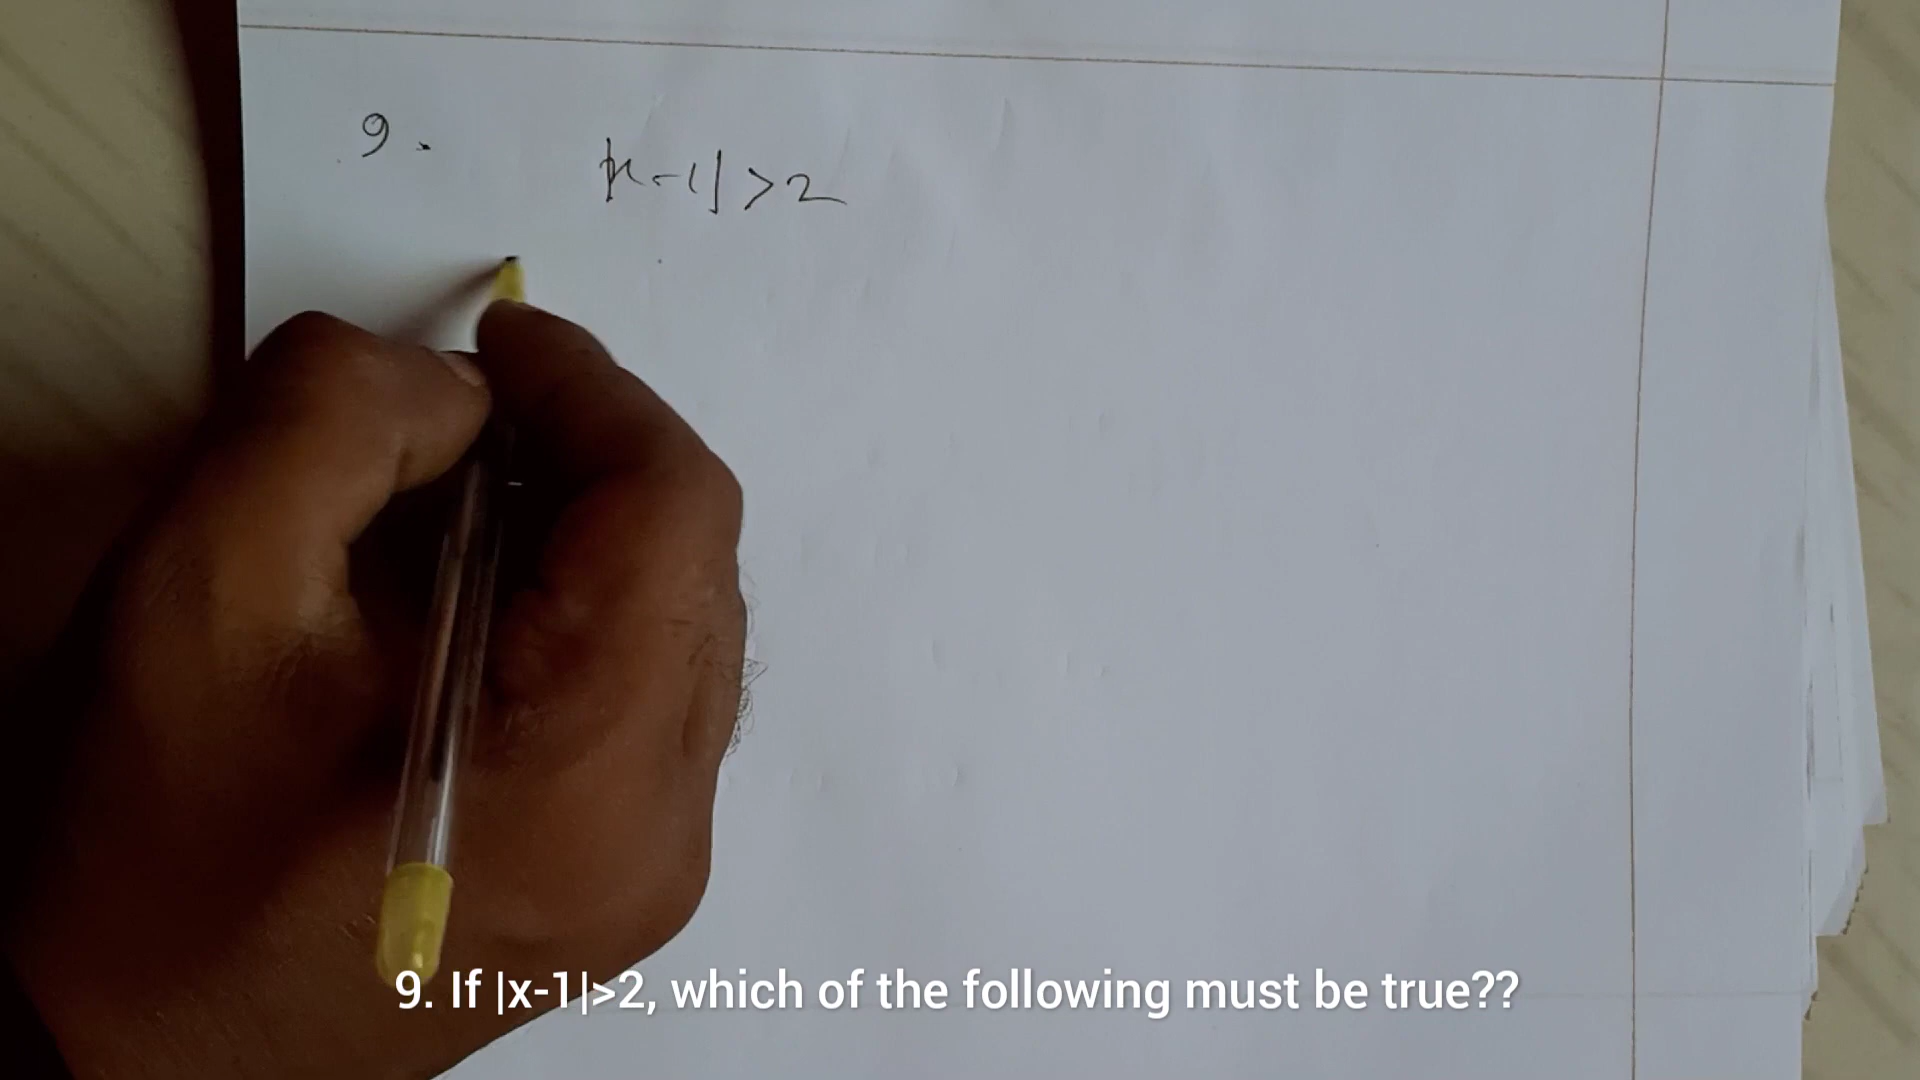 9.
|x-1| >2
9. If |x-1|>2, which of the following must be true??